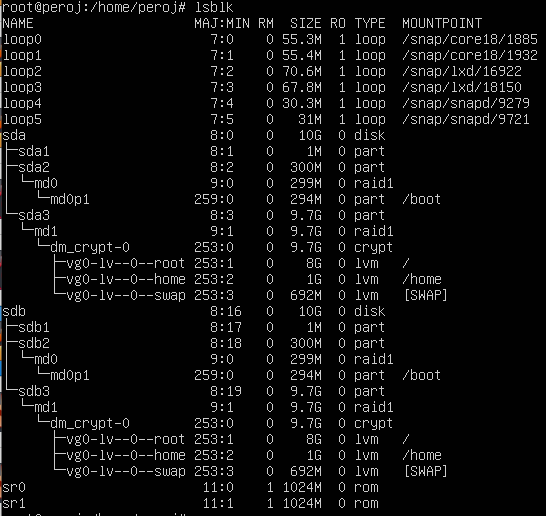 root@peroj:/home/peroj# lsblk
NAME                    MAJ:MIN RM  SIZE RO TYPE  MOUNTPOINT
loop0                     7:0    0 55.3M  1 loop  /snap/core18/1885
loop1                     7:1    0 55.4M  1 loop  /snap/core18/1932
loop2                     7:2    0 70.6M  1 loop  /snap/lxd/16922
loop3                     7:3    0 67.8M  1 loop  /snap/lxd/18150
loop4                     7:4    0 30.3M  1 loop  /snap/snapd/9279
loop5                     7:5    0   31M  1 loop  /snap/snapd/9721
sda                       8:0    0   10G  0 disk
├─sda1                    8:1    0    1M  0 part
├─sda2                    8:2    0  300M  0 part
│ └─md0                   9:0    0  299M  0 raid1
│   └─md0p1             259:0    0  294M  0 part  /boot
└─sda3                    8:3    0  9.7G  0 part
  └─md1                   9:1    0  9.7G  0 raid1
    └─dm_crypt-0        253:0    0  9.7G  0 crypt
      ├─vg0-lv--0--root 253:1    0    8G  0 lvm   /
      ├─vg0-lv--0--home 253:2    0    1G  0 lvm   /home
      └─vg0-lv--0--swap 253:3    0  692M  0 lvm   [SWAP]
sdb                       8:16   0   10G  0 disk
├─sdb1                    8:17   0    1M  0 part
├─sdb2                    8:18   0  300M  0 part
│ └─md0                   9:0    0  299M  0 raid1
│   └─md0p1             259:0    0  294M  0 part  /boot
└─sdb3                    8:19   0  9.7G  0 part
  └─md1                   9:1    0  9.7G  0 raid1
    └─dm_crypt-0        253:0    0  9.7G  0 crypt
      ├─vg0-lv--0--root 253:1    0    8G  0 lvm   /
      ├─vg0-lv--0--home 253:2    0    1G  0 lvm   /home
      └─vg0-lv--0--swap 253:3    0  692M  0 lvm   [SWAP]
sr0                      11:0    1 1024M  0 rom
sr1                      11:1    1 1024M  0 rom